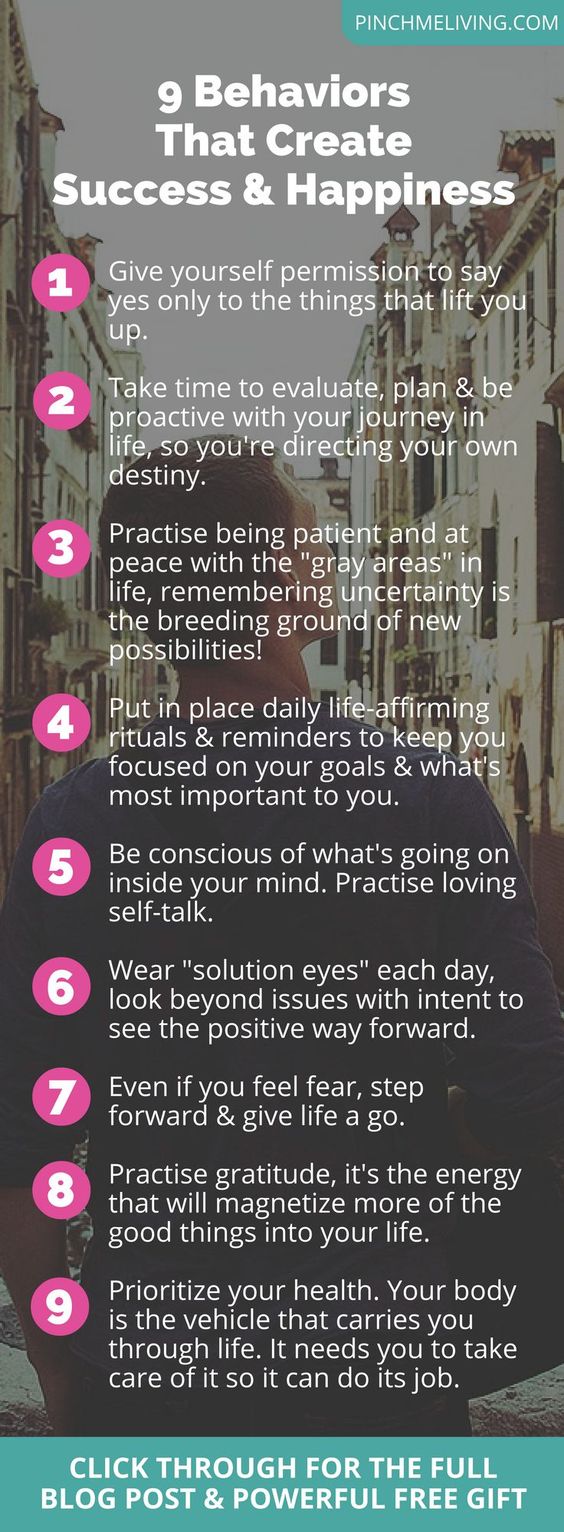 PINCHMELIVING.COM
9 Behaviors
That Create
Success & Happiness
1
Give yourself permission to say
yes only to the things that lift you
up.
2
Take time to evaluate, plan & be
proactive with your journey in
life, so you're directing your own
destiny.
3
Practise being patient and at
peace with the "gray areas" in
life, remembering uncertainty is
the breeding ground of new
possibilities!
4
Put in place daily life-affirming
rituals & reminders to keep you
focused on your goals & what's
most important to you.
5
Be conscious of what's going on
inside your mind. Practise loving
self-talk.
6
Wear "solution eyes" each day,
look beyond issues with intent to
see the positive way forward.
7
Even if you feel fear, step
forward & give life a go.
8
Practise gratitude, it's the energy
that will magnetize more of the
good things into your life.
9
Prioritize your health. Your body
is the vehicle that carries you
through life. It needs you to take
care of it so it can do its job.
CLICK THROUGH FOR THE FULL
BLOG POST & POWERFUL FREE GIFT